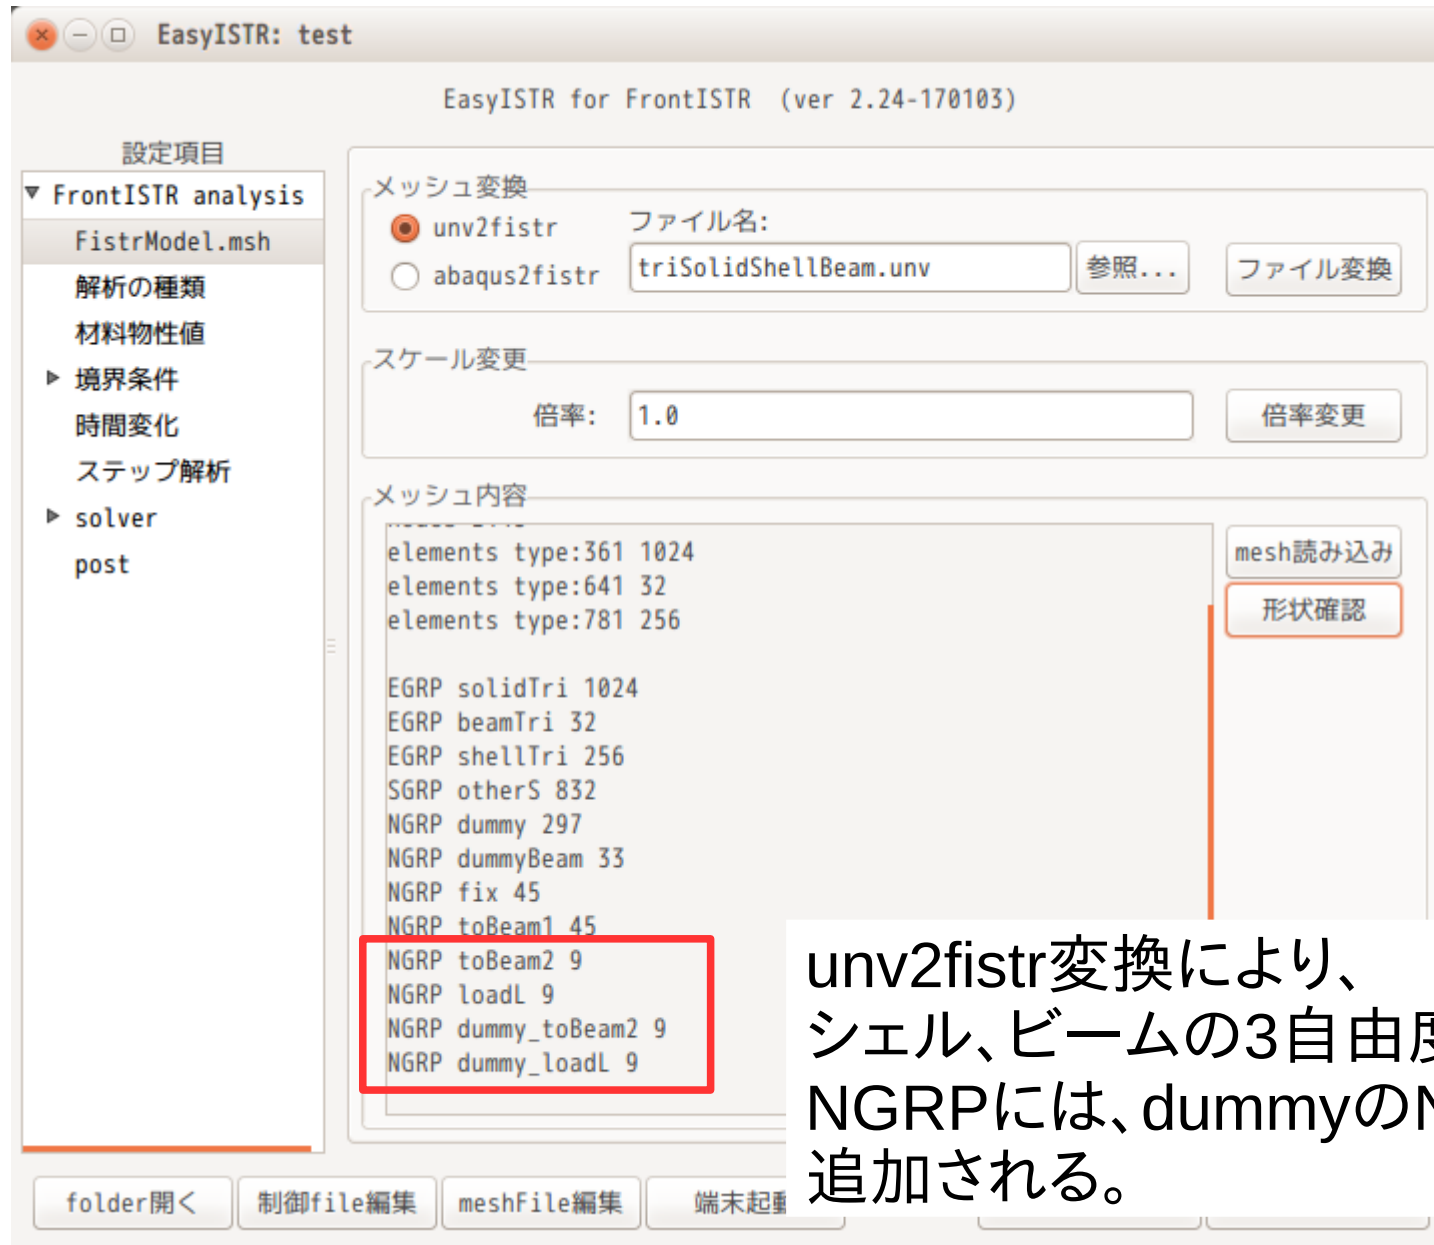 EasyISTR: test
EasyISTR for FrontISTR (ver 2.24-170103)
設定項目
FrontISTR analysis
FistrModel.msh
解析の種類
材料物性値
境界条件
時間変化
ステップ解析
solver
post
メッシュ変換
unv2fistr
abaqus2fistr
ファイル名:
triSolidShellBeam.unv
参照...
ファイル変換
スケール変更
倍率:
1.0
倍率変更
メッシュ内容
elements type:361 1024
elements type:641 32
elements type:781 256
EGRP solidTri 1024
EGRP beamTri 32
EGRP shellTri 256
SGRP otherS 832
NGRP dummy 297
NGRP dummyBeam 33
NGRP fix 45
NGRP toBeam1 45
NGRP toBeam2 9
NGRP loadL 9
NGRP dummy_toBeam2 9
NGRP dummy_loadL 9
mesh読み込み
形状確認
unv2fistr変換により、
シェル、ビームの3自由度
NGRPには、dummyのN
追加される。
folder開く
制御file編集
meshFile編集
端末起動